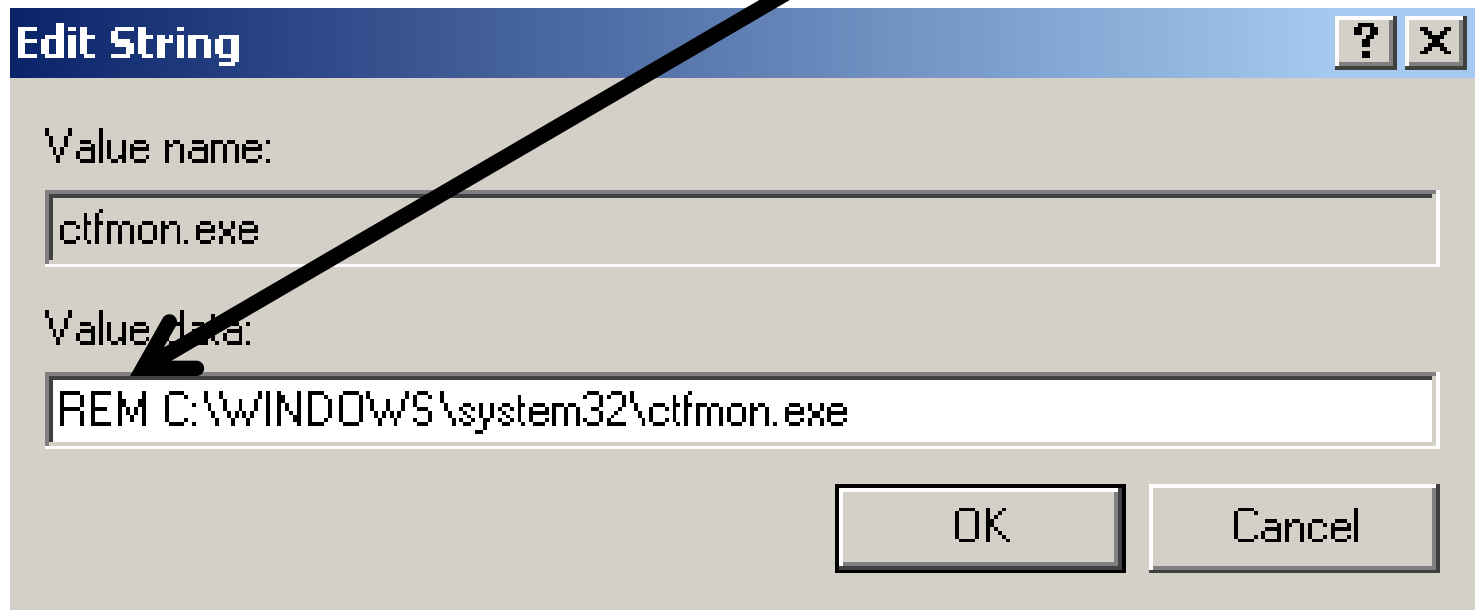 Edit String
Value name:
ctfmon.exe
Value data:
REM C:\WINDOWS\system32\ctfmon.exe
OK Cancel